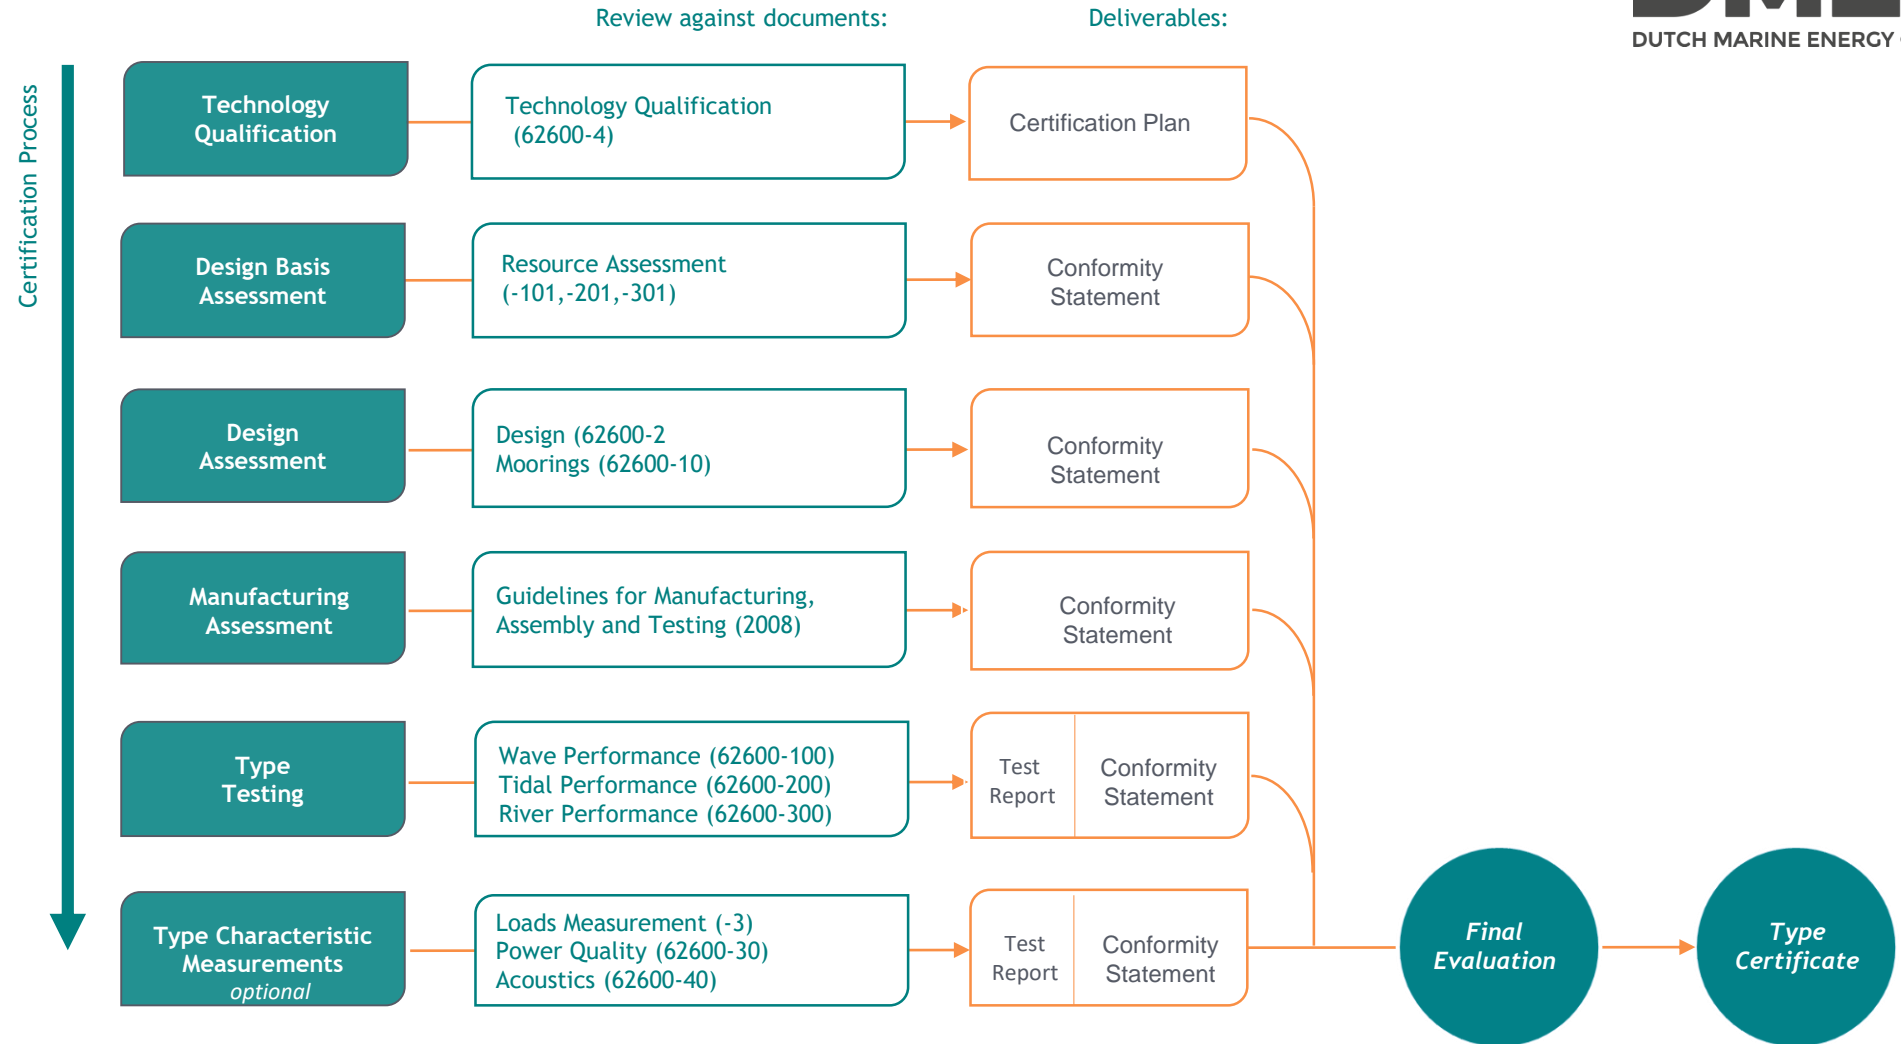 Review against documents:
Deliverables:
DUTCH MARINE ENERGY
Certification Process
Technology
Qualification
Technology Qualification
(62600-4)
Certification Plan
Design Basis
Assessment
Resource Assessment
(-101,-201,-301)
Conformity
Statement
Design
Assessment
Design (62600-2
Moorings (62600-10)
Conformity
Statement
Manufacturing
Assessment
Guidelines for Manufacturing,
Assembly and Testing (2008)
Conformity
Statement
Type
Testing
Wave Performance (62600-100)
Tidal Performance (62600-200)
River Performance (62600-300)
Test
Report
Conformity
Statement
Type Characteristic
Measurements
optional
Loads Measurement (-3)
Power Quality (62600-30)
Acoustics (62600-40)
Test
Report
Conformity
Statement
Final
Evaluation
Type
Certificate